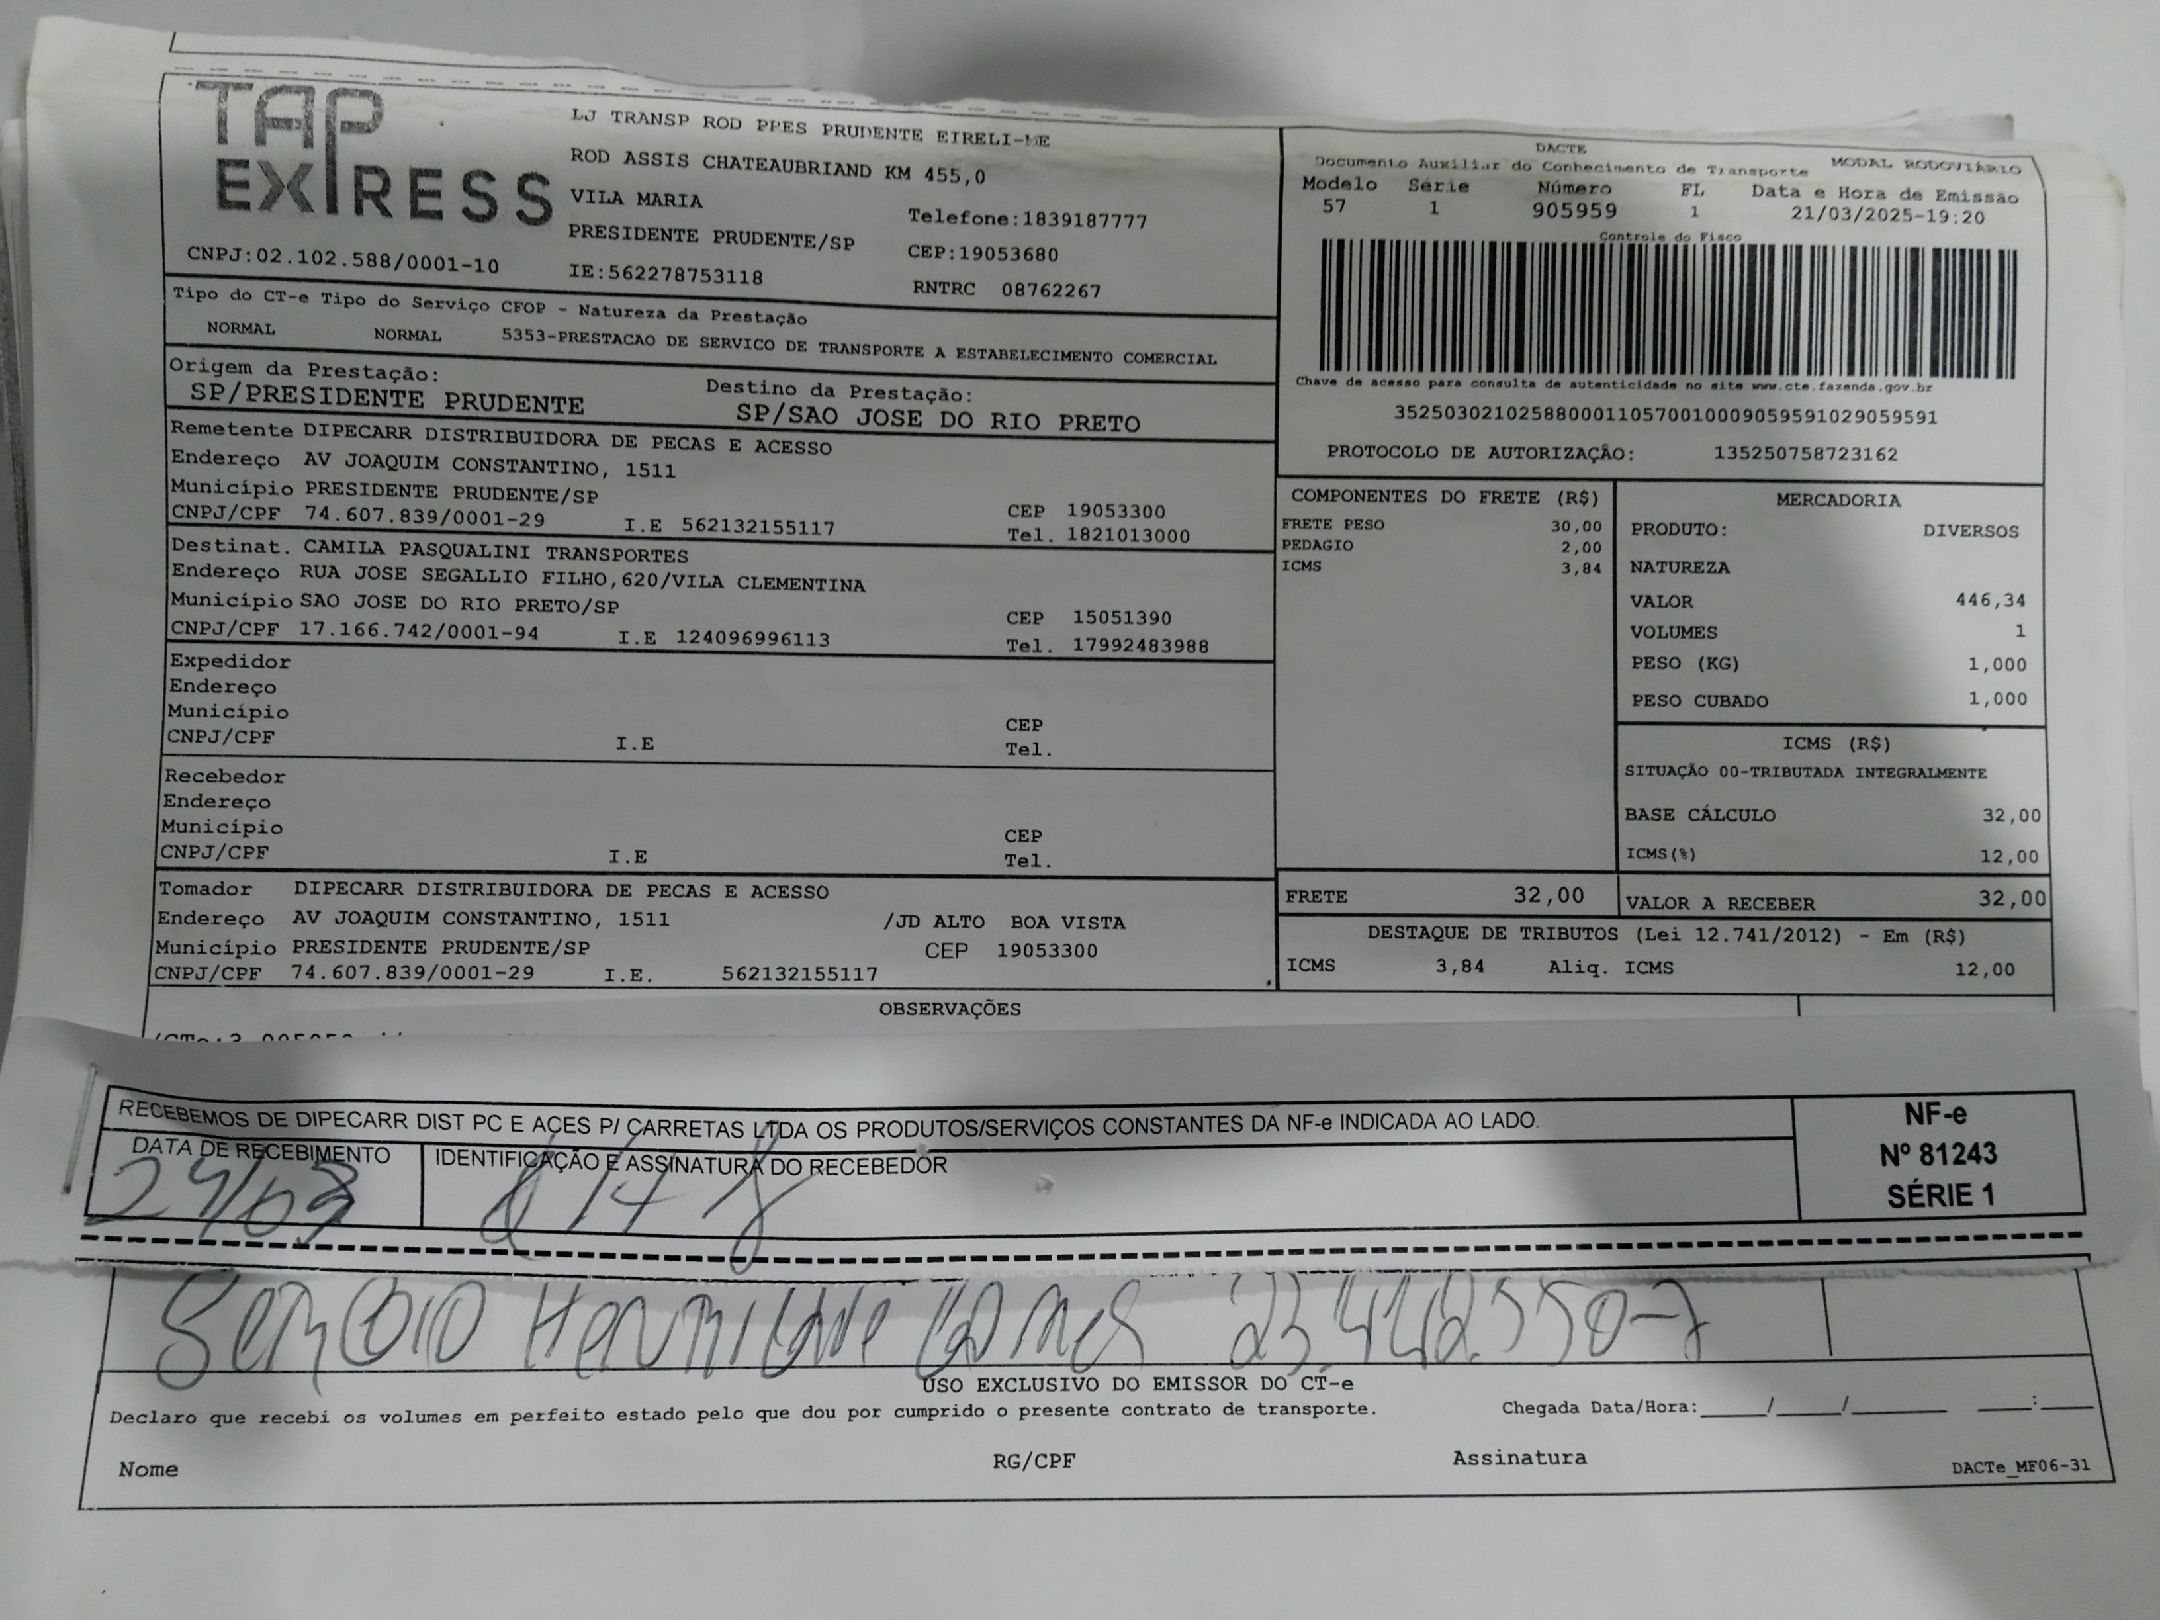 TAP EXPRESS
LJ TRANSP ROD PPES PRUDENTE EIRELI-ME
ROD ASSIS CHATEAUBRIAND KM 455,0
VILA MARIA
Telefone:1839187777
PRESIDENTE PRUDENTE/SP
CEP:19053680
CNPJ:02.102.588/0001-10
IE:562278753118
RNTRC 08762267
DACTE
Documento Auxiliar do Conhecimento de Transporte MODAL RODOVIÁRIO
Modelo Série Número FL Data e Hora de Emissão
57 1 905959 1 21/03/2025-19:20
Controle do Fisco
Chave de acesso para consulta de autenticidade no site www.cte.fazenda.gov.br
35250302102588000110570010009059591029059591
PROTOCOLO DE AUTORIZAÇÃO: 135250758723162
Tipo do CT-e Tipo do Serviço CFOP - Natureza da Prestação
NORMAL NORMAL 5353-PRESTACAO DE SERVICO DE TRANSPORTE A ESTABELECIMENTO COMERCIAL
Origem da Prestação: Destino da Prestação:
SP/PRESIDENTE PRUDENTE SP/SAO JOSE DO RIO PRETO
Remetente DIPECARR DISTRIBUIDORA DE PECAS E ACESSO
Endereço AV JOAQUIM CONSTANTINO, 1511
Município PRESIDENTE PRUDENTE/SP CEP 19053300
CNPJ/CPF 74.607.839/0001-29 I.E 562132155117 Tel. 1821013000
Destinat. CAMILA PASQUALINI TRANSPORTES
Endereço RUA JOSE SEGALLIO FILHO,620/VILA CLEMENTINA
Município SAO JOSE DO RIO PRETO/SP CEP 15051390
CNPJ/CPF 17.166.742/0001-94 I.E 124096996113 Tel. 17992483988
Expedidor
Endereço
Município CEP
CNPJ/CPF I.E Tel.
Recebedor
Endereço
Município CEP
CNPJ/CPF I.E Tel.
Tomador DIPECARR DISTRIBUIDORA DE PECAS E ACESSO
Endereço AV JOAQUIM CONSTANTINO, 1511 /JD ALTO BOA VISTA
Município PRESIDENTE PRUDENTE/SP CEP 19053300
CNPJ/CPF 74.607.839/0001-29 I.E. 562132155117
COMPONENTES DO FRETE (R$)
FRETE PESO 30,00
PEDAGIO 2,00
ICMS 3,84
MERCADORIA
PRODUTO: DIVERSOS
NATUREZA
VALOR 446,34
VOLUMES 1
PESO (KG) 1,000
PESO CUBADO 1,000
ICMS (R$)
SITUAÇÃO 00-TRIBUTADA INTEGRALMENTE
BASE CÁLCULO 32,00
ICMS(%) 12,00
FRETE 32,00 VALOR A RECEBER 32,00
DESTAQUE DE TRIBUTOS (Lei 12.741/2012) - Em (R$)
ICMS 3,84 Aliq. ICMS 12,00
OBSERVAÇÕES
RECEBEMOS DE DIPECARR DIST PC E ACES P/ CARRETAS LTDA OS PRODUTOS/SERVIÇOS CONSTANTES DA NF-e INDICADA AO LADO.
DATA DE RECEBIMENTO IDENTIFICAÇÃO E ASSINATURA DO RECEBEDOR
24/03
NF-e
Nº 81243
SÉRIE 1
USO EXCLUSIVO DO EMISSOR DO CT-e
Declaro que recebi os volumes em perfeito estado pelo que dou por cumprido o presente contrato de transporte. Chegada Data/Hora:____/____/______ ___:___
Nome RG/CPF Assinatura DACTe_MF06-31